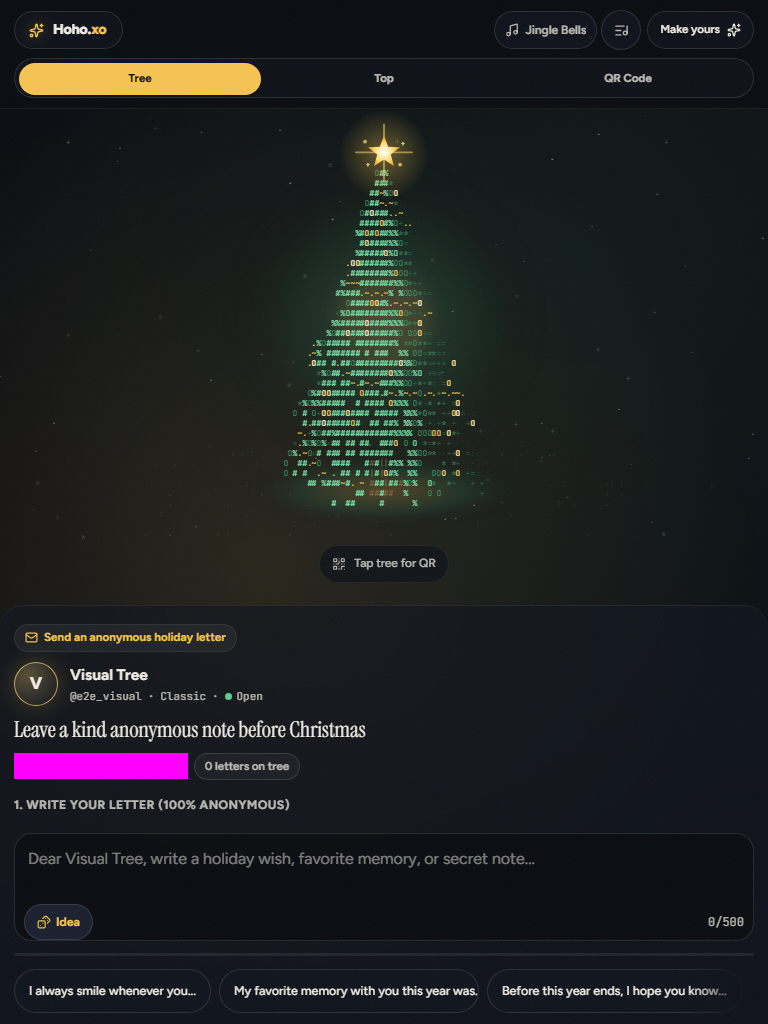 Hoho.xo
Jingle Bells
Make yours
Tree
Top
QR Code
Tap tree for QR
Send an anonymous holiday letter
V
Visual Tree
@e2e_visual · Classic · Open
Leave a kind anonymous note before Christmas
0 letters on tree
1. WRITE YOUR LETTER (100% ANONYMOUS)
Dear Visual Tree, write a holiday wish, favorite memory, or secret note...
Idea
0/500
I always smile whenever you...
My favorite memory with you this year was.
Before this year ends, I hope you know...